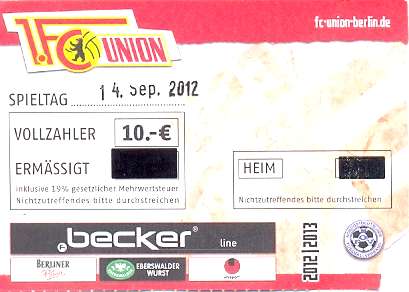 1.FC UNION
fc-union-berlin.de
SPIELTAG 14. Sep. 2012
VOLLZAHLER 10.-€
ERMÄSSIGT
HEIM
inklusive 19% gesetzlicher Mehrwertsteuer
Nichtzutreffendes bitte durchstreichen
Nichtzutreffendes bitte durchstreichen
becker® line
BERLINER
Pilsner
EBERSWALDER
WURST
2012|2013